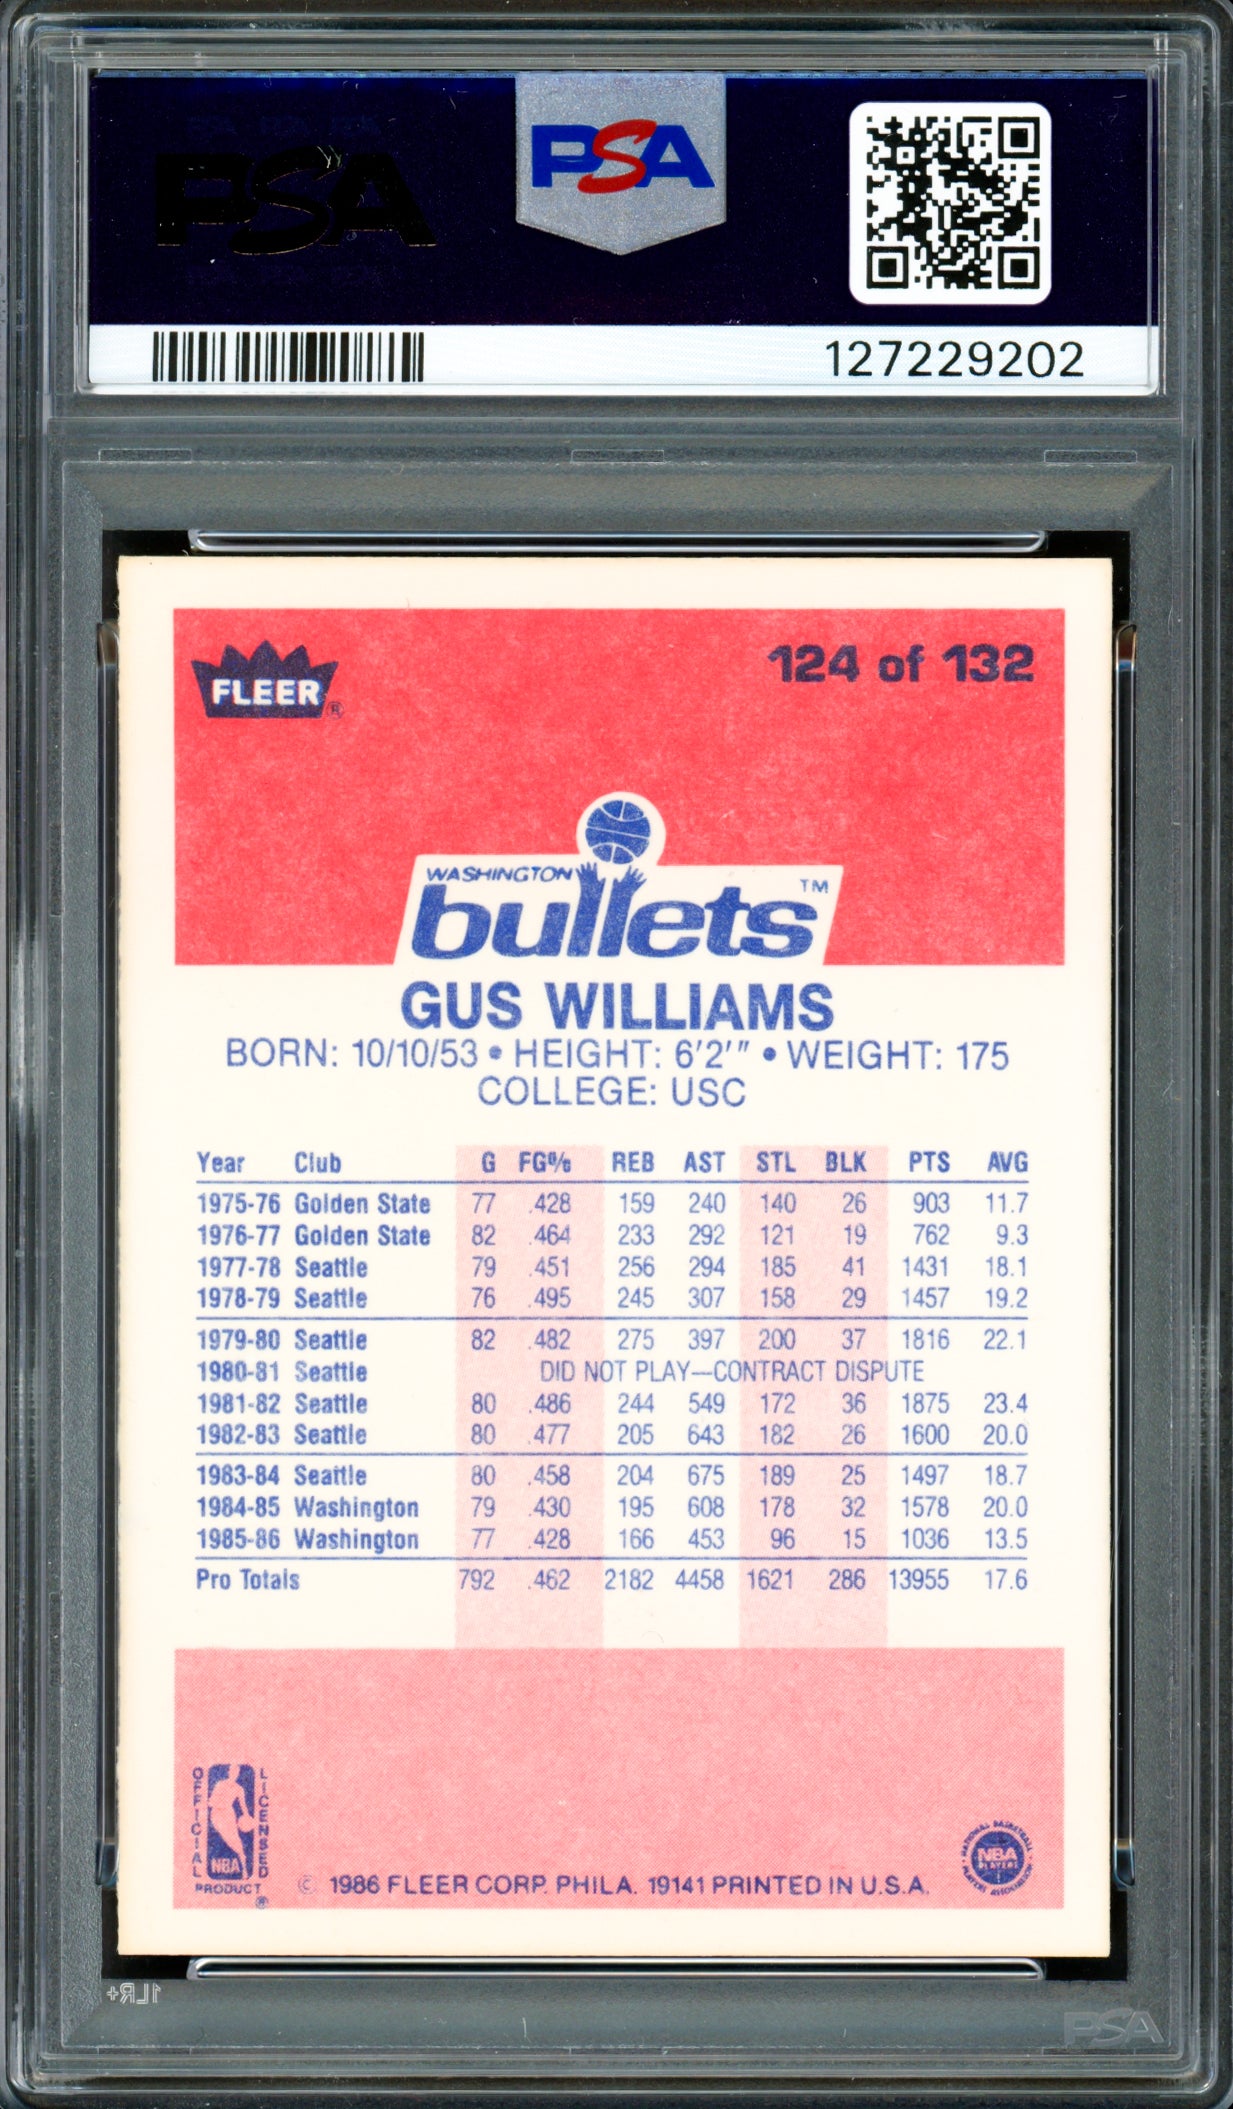 PSA
PSA
127229202
FLEER®
124 of 132
WASHINGTON
bullets™
GUS WILLIAMS
BORN: 10/10/53 • HEIGHT: 6'2'" • WEIGHT: 175
COLLEGE: USC
Year Club G FG% REB AST STL BLK PTS AVG
1975-76 Golden State 77 .428 159 240 140 26 903 11.7
1976-77 Golden State 82 .464 233 292 121 19 762 9.3
1977-78 Seattle 79 .451 256 294 185 41 1431 18.1
1978-79 Seattle 76 .495 245 307 158 29 1457 19.2
1979-80 Seattle 82 .482 275 397 200 37 1816 22.1
1980-81 Seattle DID NOT PLAY—CONTRACT DISPUTE
1981-82 Seattle 80 .486 244 549 172 36 1875 23.4
1982-83 Seattle 80 .477 205 643 182 26 1600 20.0
1983-84 Seattle 80 .458 204 675 189 25 1497 18.7
1984-85 Washington 79 .430 195 608 178 32 1578 20.0
1985-86 Washington 77 .428 166 453 96 15 1036 13.5
Pro Totals 792 .462 2182 4458 1621 286 13955 17.6
OFFICIAL
LICENSED
NBA
PRODUCT
®
© 1986 FLEER CORP. PHILA. 19141 PRINTED IN U.S.A.
NATIONAL BASKETBALL
NBA
PLAYERS
PLAYERS ASSOCIATION
1LR+
PSA